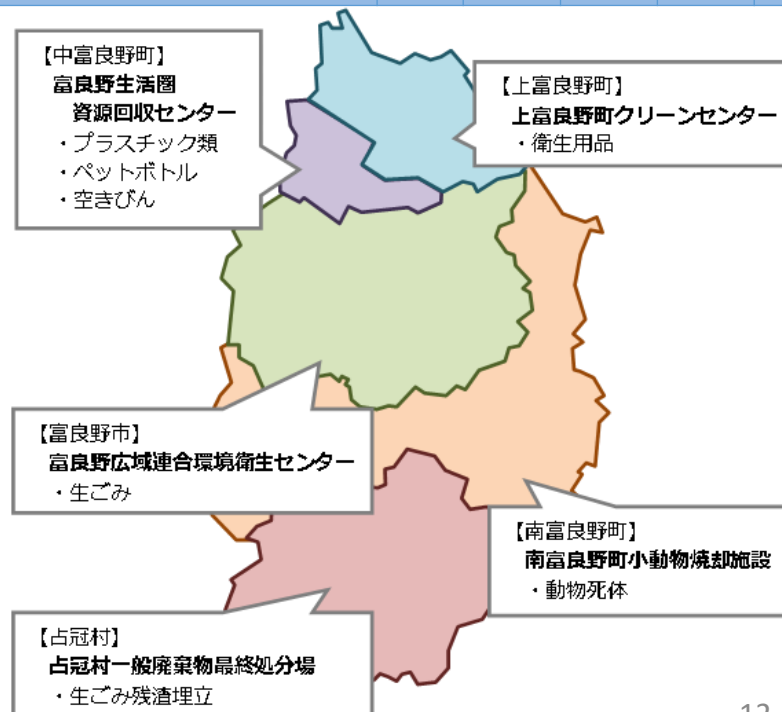 【中富良野町】
富良野生活圏
資源回収センター
・プラスチック類
・ペットボトル
・空きびん
【上富良野町】
上富良野町クリーンセンター
・衛生用品
【富良野市】
富良野広域連合環境衛生センター
・生ごみ
【南富良野町】
南富良野町小動物焼却施設
・動物死体
【占冠村】
占冠村一般廃棄物最終処分場
・生ごみ残渣埋立